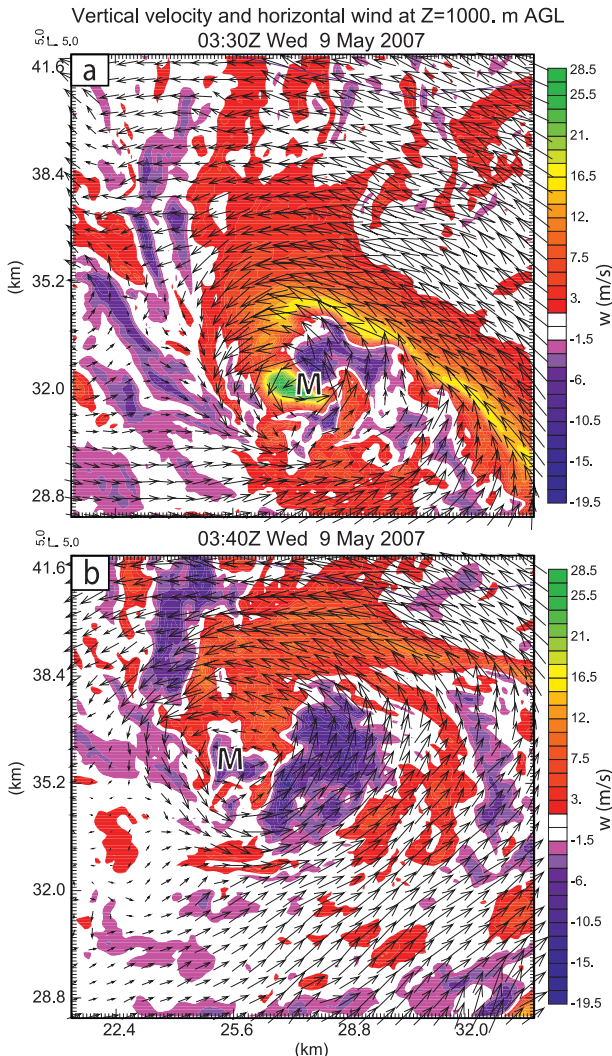 Vertical velocity and horizontal wind at Z=1000. m AGL
03:30Z Wed 9 May 2007
5.0
5.0
a
41.6
38.4
35.2
32.0
28.8
(km)
M
28.5
25.5
21.
16.5
12.
7.5
3.
-1.5
-6.
-10.5
-15.
-19.5
w (m/s)
03:40Z Wed 9 May 2007
5.0
5.0
b
41.6
38.4
35.2
32.0
28.8
(km)
M
28.5
25.5
21.
16.5
12.
7.5
3.
-1.5
-6.
-10.5
-15.
-19.5
w (m/s)
22.4 25.6 28.8 32.0
(km)